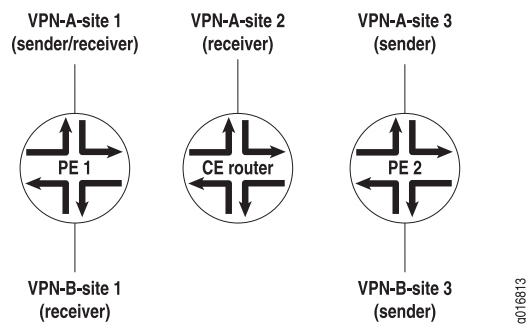 VPN-A-site 1
(sender/receiver)
VPN-A-site 2
(receiver)
VPN-A-site 3
(sender)
PE 1
CE router
PE 2
VPN-B-site 1
(receiver)
VPN-B-site 3
(sender)
g016813